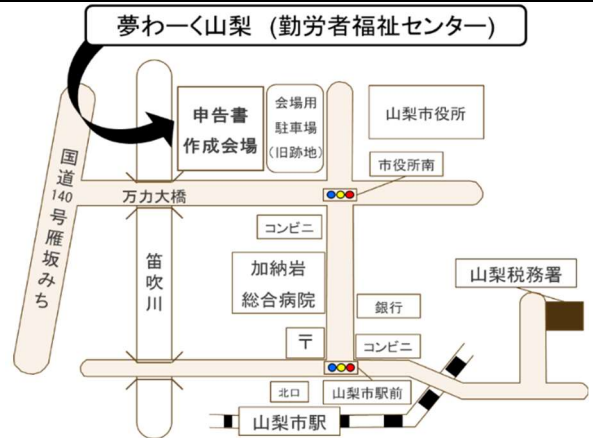 夢わーく山梨 (勤労者福祉センター)
申告書
作成会場
会場用
駐車場
(旧跡地)
山梨市役所
国道140号雁坂みち
万力大橋
市役所南
コンビニ
笛吹川
加納岩
総合病院
山梨税務署
銀行
〒
コンビニ
北口
山梨市駅前
山梨市駅